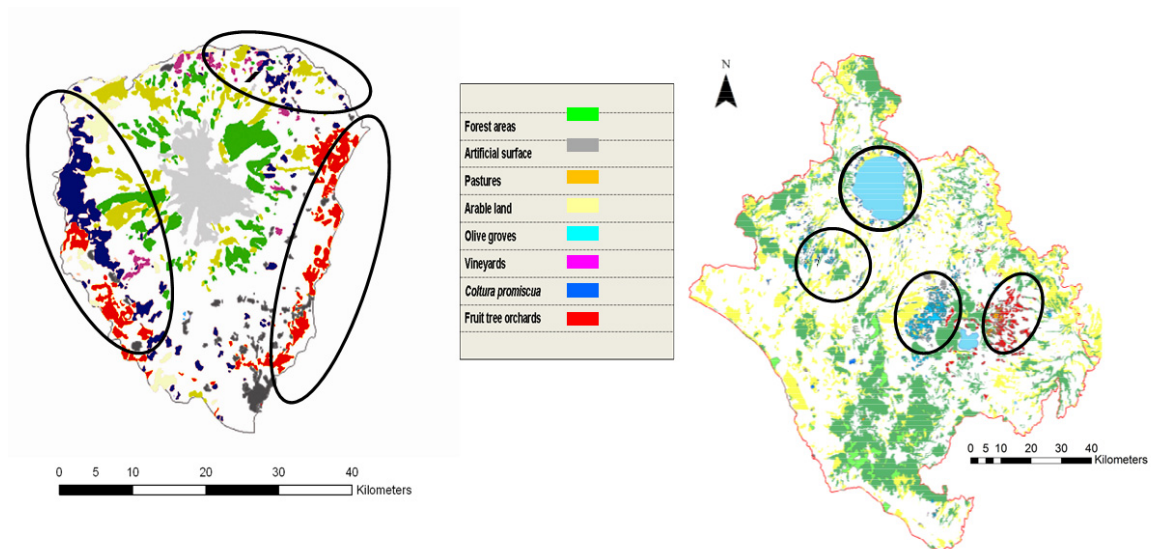 N
Forest areas
Artificial surface
Pastures
Arable land
Olive groves
Vineyards
Coltura promiscua
Fruit tree orchards
0 5 10 20 30 40
Kilometers
0 5 10 20 30 40
Kilometers